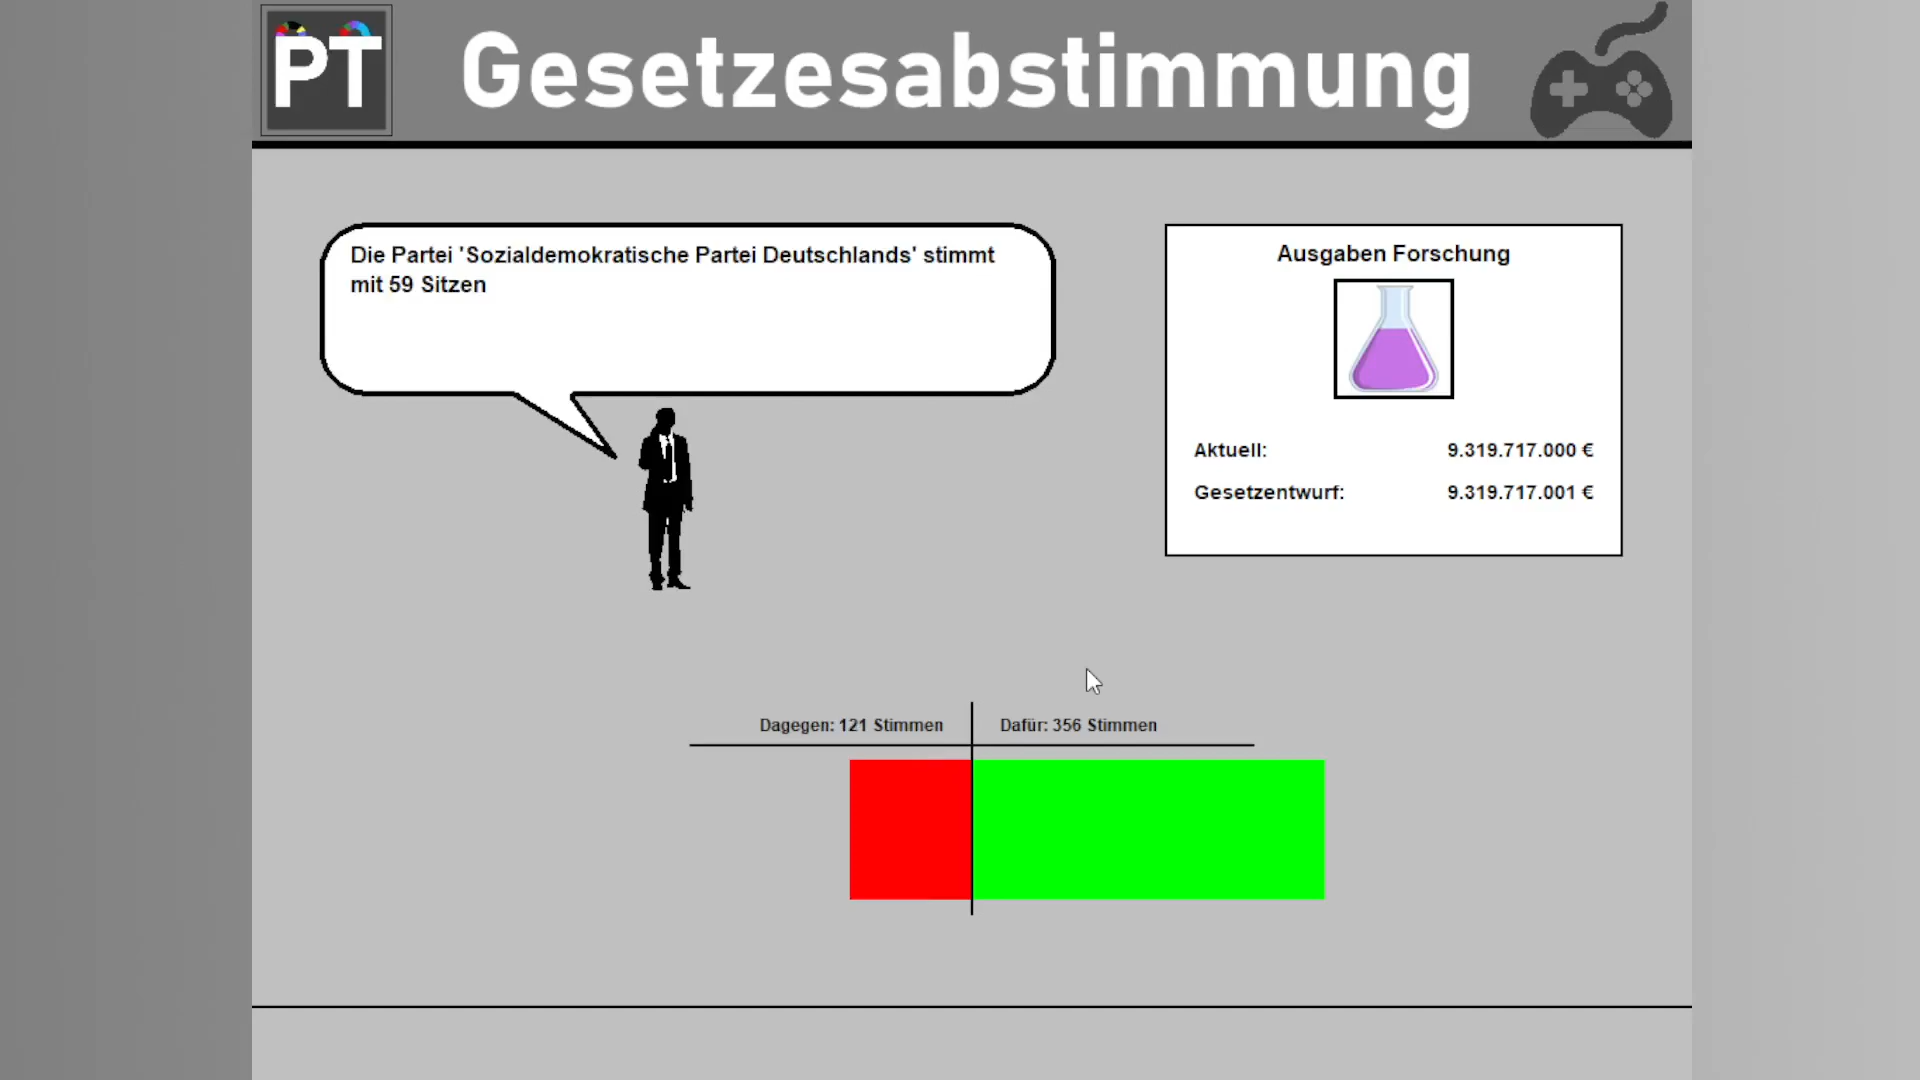 PT
Gesetzesabstimmung
Die Partei 'Sozialdemokratische Partei Deutschlands' stimmt
mit 59 Sitzen
Ausgaben Forschung
Aktuell: 9.319.717.000 €
Gesetzentwurf: 9.319.717.001 €
Dagegen: 121 Stimmen
Dafür: 356 Stimmen